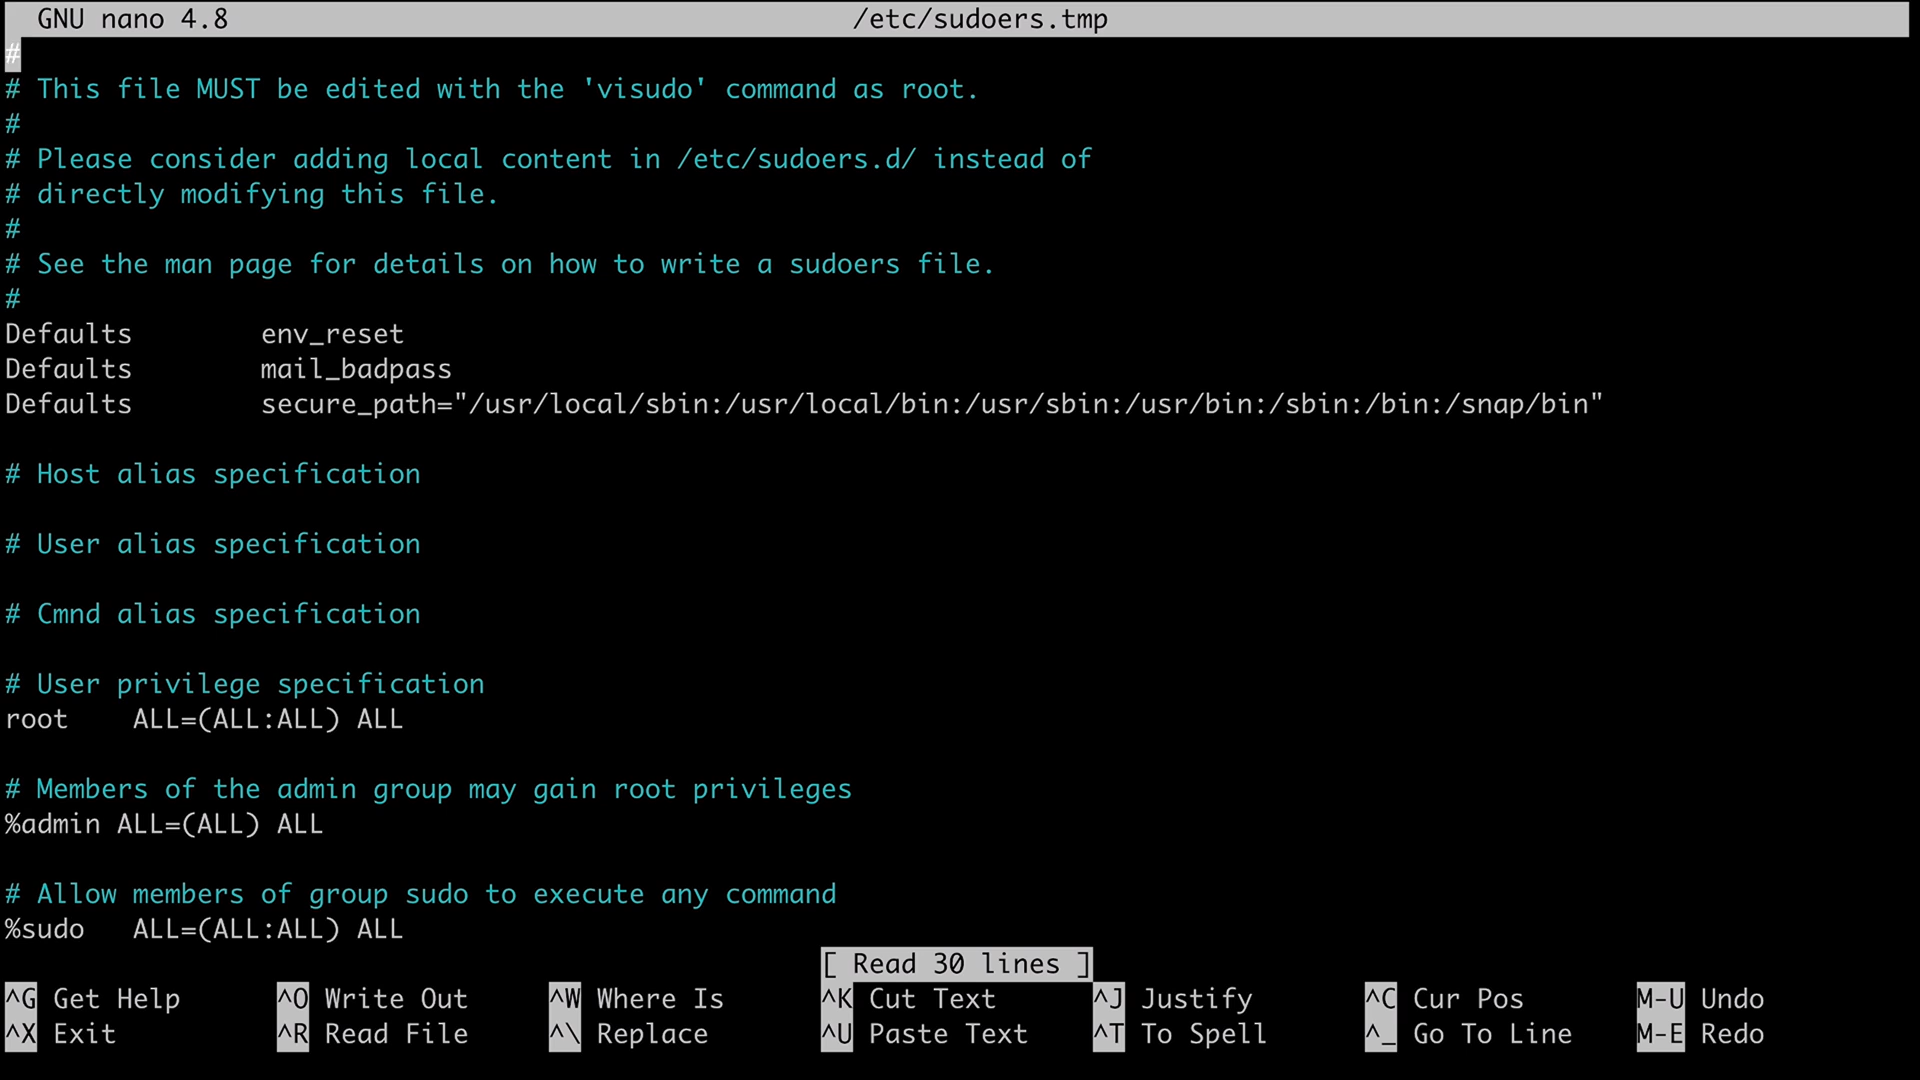 GNU nano 4.8 /etc/sudoers.tmp
#
# This file MUST be edited with the 'visudo' command as root.
#
# Please consider adding local content in /etc/sudoers.d/ instead of
# directly modifying this file.
#
# See the man page for details on how to write a sudoers file.
#
Defaults        env_reset
Defaults        mail_badpass
Defaults        secure_path="/usr/local/sbin:/usr/local/bin:/usr/sbin:/usr/bin:/sbin:/bin:/snap/bin"
# Host alias specification
# User alias specification
# Cmnd alias specification
# User privilege specification
root    ALL=(ALL:ALL) ALL
# Members of the admin group may gain root privileges
%admin ALL=(ALL) ALL
# Allow members of group sudo to execute any command
%sudo   ALL=(ALL:ALL) ALL
[ Read 30 lines ]
^G Get Help ^O Write Out ^W Where Is ^K Cut Text ^J Justify ^C Cur Pos M-U Undo
^X Exit ^R Read File ^\ Replace ^U Paste Text ^T To Spell ^_ Go To Line M-E Redo